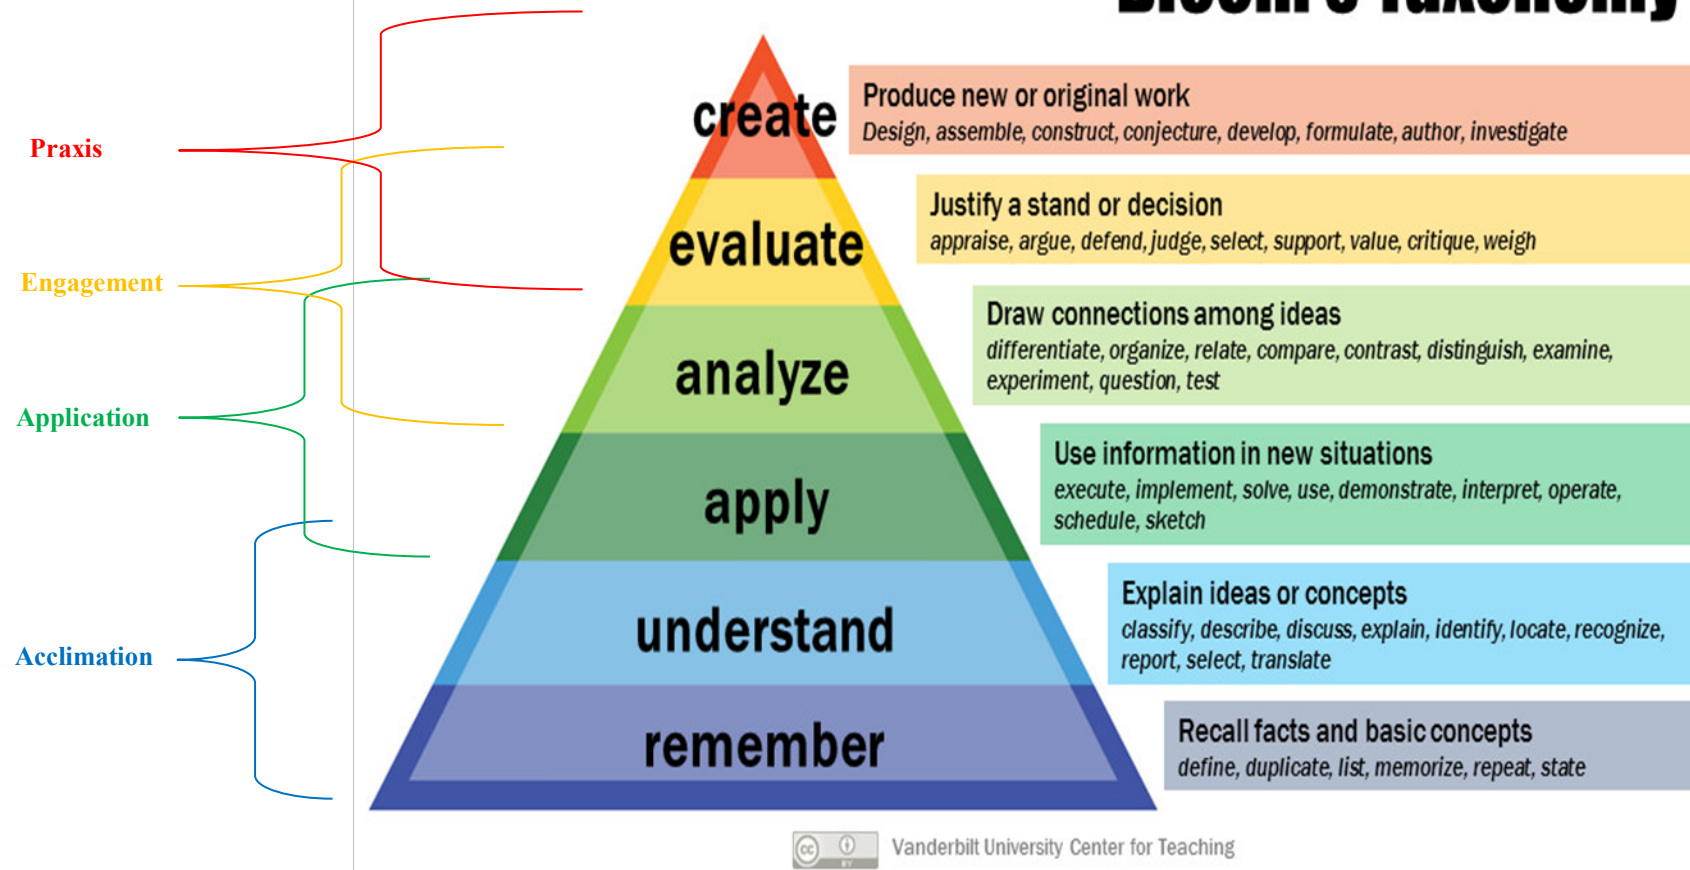 Bloom's Taxonomy
create
Produce new or original work
Design, assemble, construct, conjecture, develop, formulate, author, investigate
Praxis
evaluate
Justify a stand or decision
appraise, argue, defend, judge, select, support, value, critique, weigh
Engagement
analyze
Draw connections among ideas
differentiate, organize, relate, compare, contrast, distinguish, examine,
experiment, question, test
Application
apply
Use information in new situations
execute, implement, solve, use, demonstrate, interpret, operate,
schedule, sketch
understand
Explain ideas or concepts
classify, describe, discuss, explain, identify, locate, recognize,
report, select, translate
Acclimation
remember
Recall facts and basic concepts
define, duplicate, list, memorize, repeat, state
cc
BY
Vanderbilt University Center for Teaching